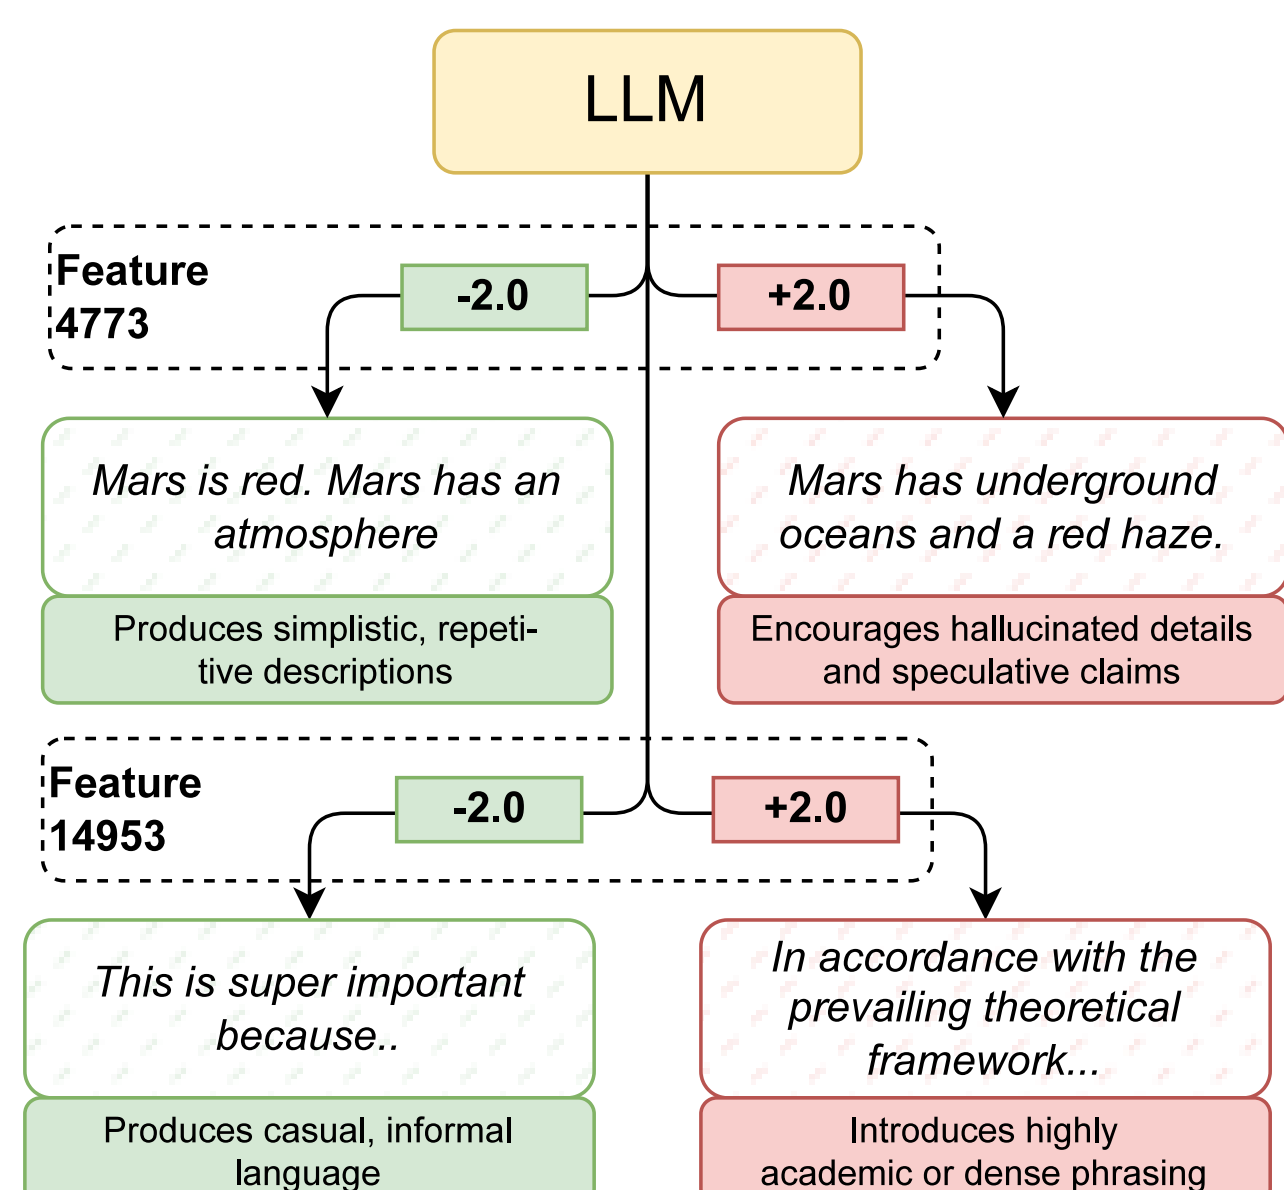 LLM
Feature
4773
-2.0
+2.0
Mars is red. Mars has an
atmosphere
Mars has underground
oceans and a red haze.
Produces simplistic, repeti-
tive descriptions
Encourages hallucinated details
and speculative claims
Feature
14953
-2.0
+2.0
This is super important
because..
In accordance with the
prevailing theoretical
framework...
Produces casual, informal
language
Introduces highly
academic or dense phrasing